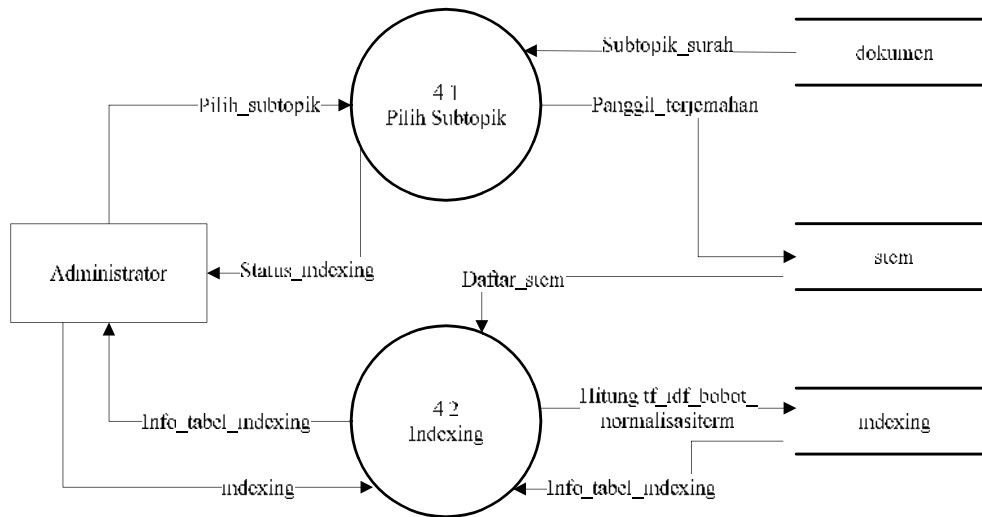 Subtopik_surah
dokumen
4.1
Pilih Subtopik
Pilih_subtopik
Panggil_terjemahan
Administrator
Status_indexing
stem
Daftar_stem
4.2
Indexing
Hitung tf_idf_bobot_
normalisasiterm
indexing
Info_tabel_indexing
indexing
Info_tabel_indexing